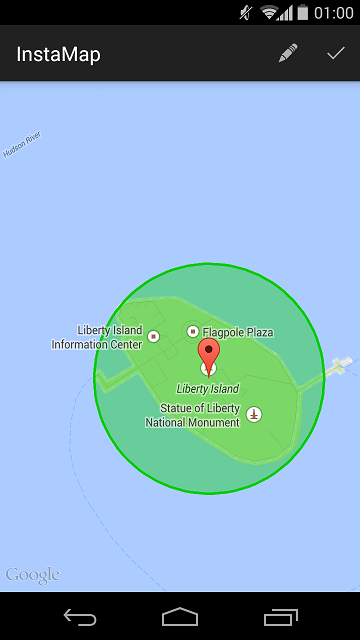 01:00
InstaMap
Hudson River
Liberty Island
Information Center
Flagpole Plaza
Liberty Island
Statue of Liberty
National Monument
Google